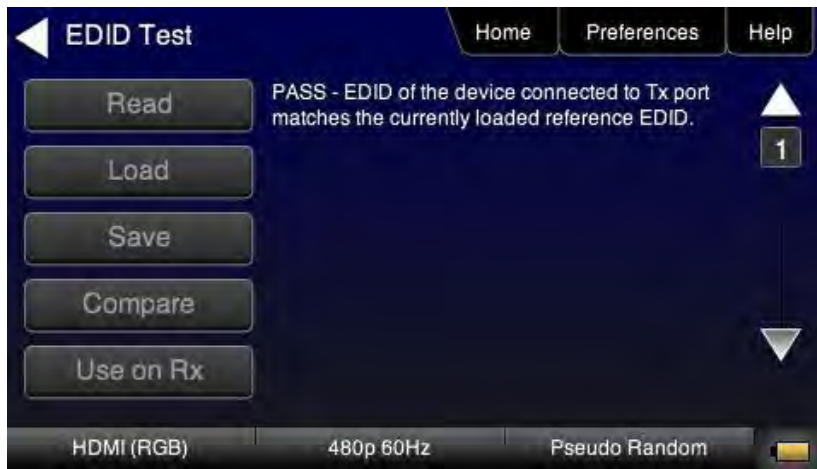 EDID Test
Home
Preferences
Help
Read
Load
Save
Compare
Use on Rx
PASS - EDID of the device connected to Tx port
matches the currently loaded reference EDID.
1
HDMI (RGB)
480p 60Hz
Pseudo Random